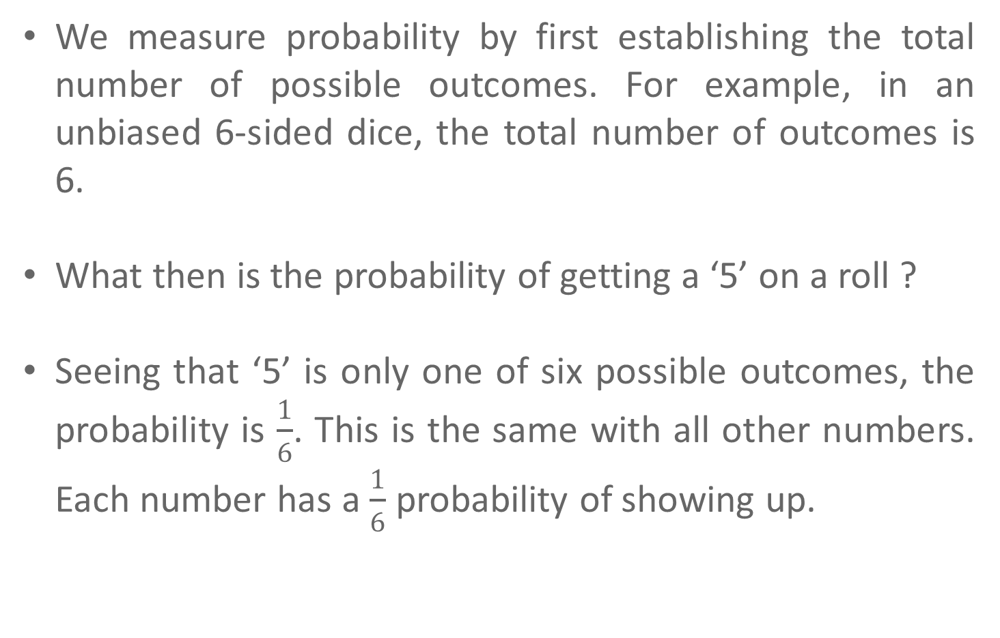 • We measure probability by first establishing the total
number of possible outcomes. For example, in an
unbiased 6-sided dice, the total number of outcomes is
6.
• What then is the probability of getting a ‘5’ on a roll ?
• Seeing that ‘5’ is only one of six possible outcomes, the
probability is 1/6. This is the same with all other numbers.
Each number has a 1/6 probability of showing up.